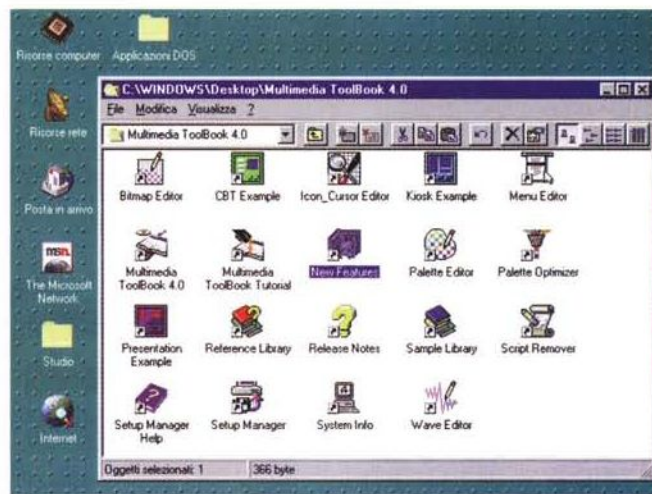 Risorse computer
Applicazioni DOS
Risorse rete
Posta in arrivo
msn.
The Microsoft
Network
Studio
Internet
C:\WINDOWS\Desktop\Multimedia ToolBook 4.0
File Modifica Visualizza ?
Multimedia ToolBook 4.0
Bitmap Editor
CBT Example
Icon_Cursor Editor
Kiosk Example
Menu Editor
Multimedia
ToolBook 4.0
Multimedia
ToolBook Tutorial
New Features
Palette Editor
Palette Optimizer
Presentation
Example
Reference Library
Release Notes
Sample Library
Script Remover
Setup Manager
Help
Setup Manager
System Info
Wave Editor
Oggetti selezionati: 1
366 byte